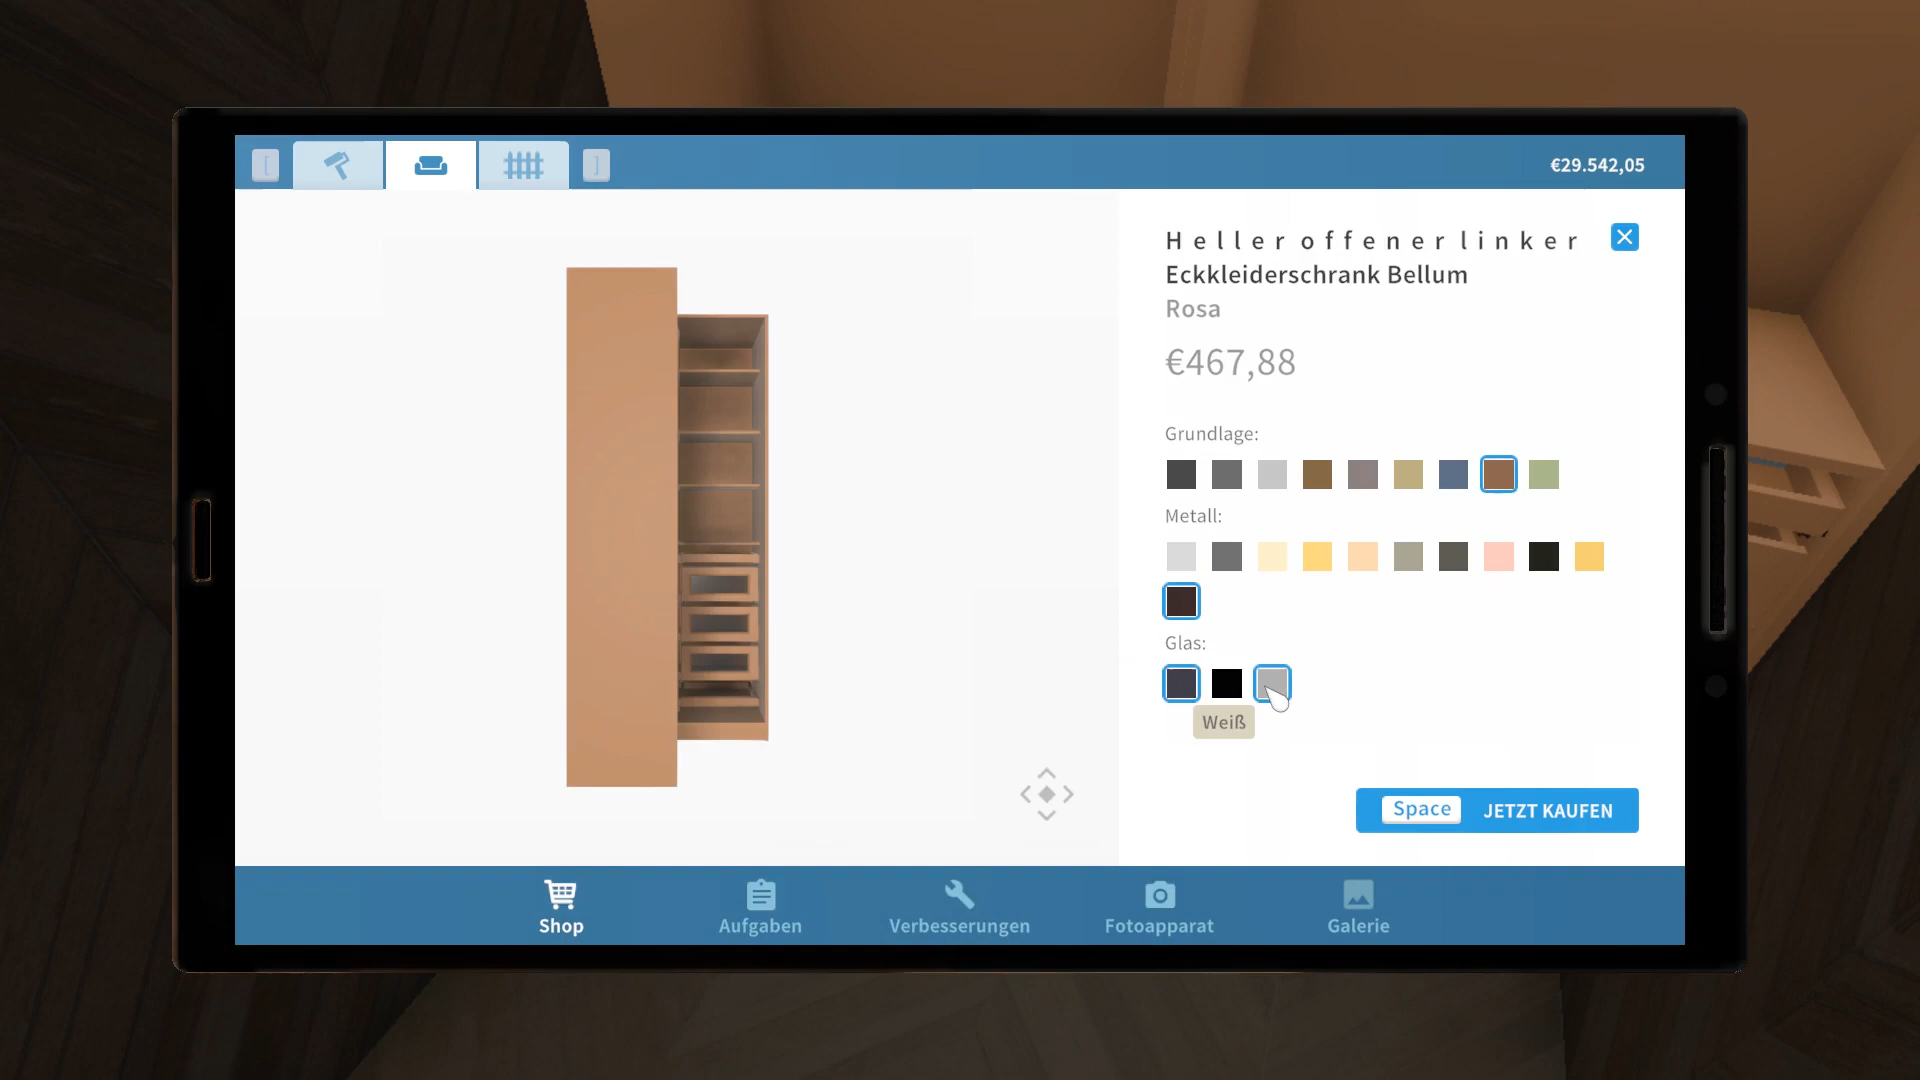 [
]
€29.542,05
Heller offener linker
Eckkleiderschrank Bellum
Rosa
€467,88
Grundlage:
Metall:
Glas:
Weiß
Space JETZT KAUFEN
Shop
Aufgaben
Verbesserungen
Fotoapparat
Galerie